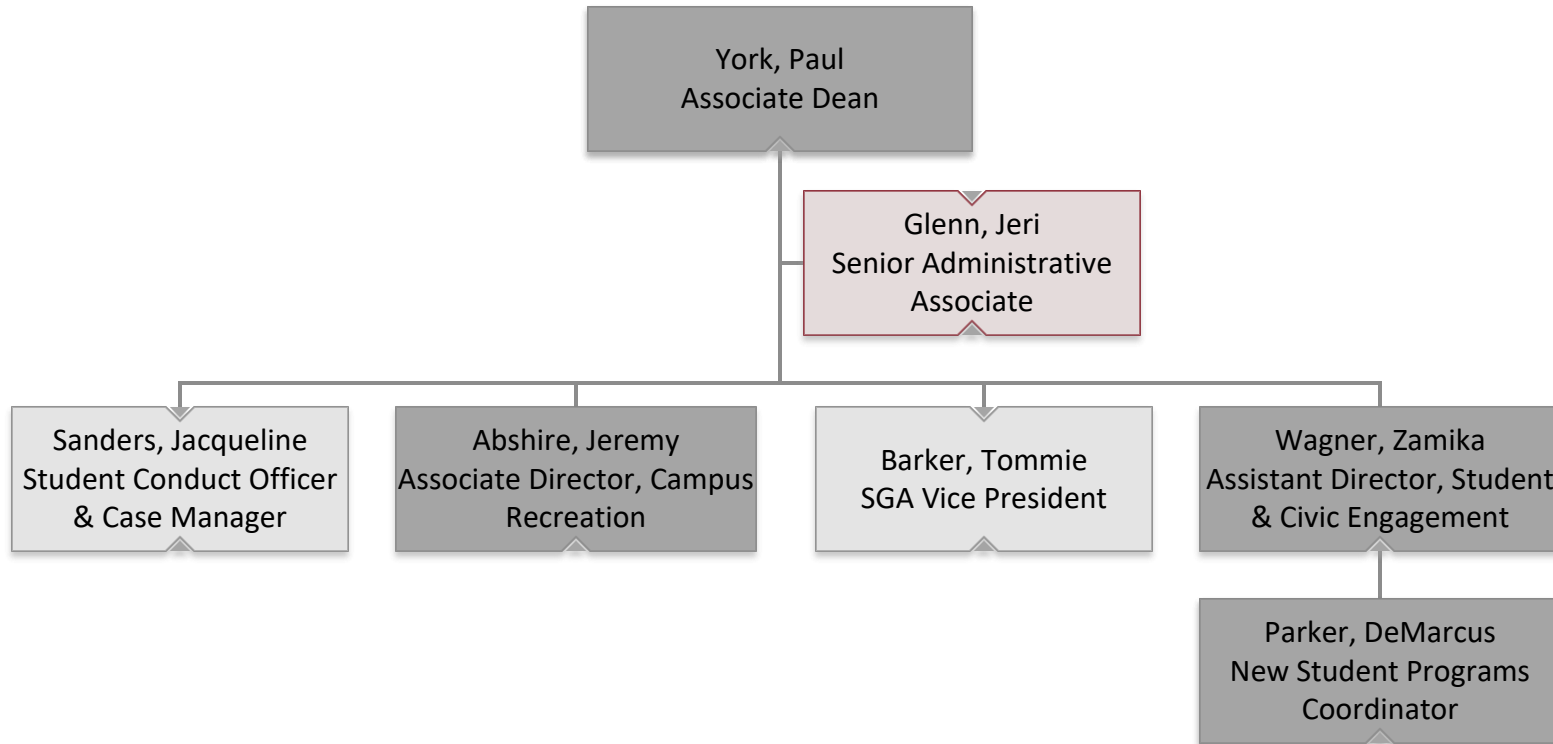 York, Paul
Associate Dean
Glenn, Jeri
Senior Administrative
Associate
Sanders, Jacqueline
Student Conduct Officer
& Case Manager
Abshire, Jeremy
Associate Director, Campus
Recreation
Barker, Tommie
SGA Vice President
Wagner, Zamika
Assistant Director, Student
& Civic Engagement
Parker, DeMarcus
New Student Programs
Coordinator